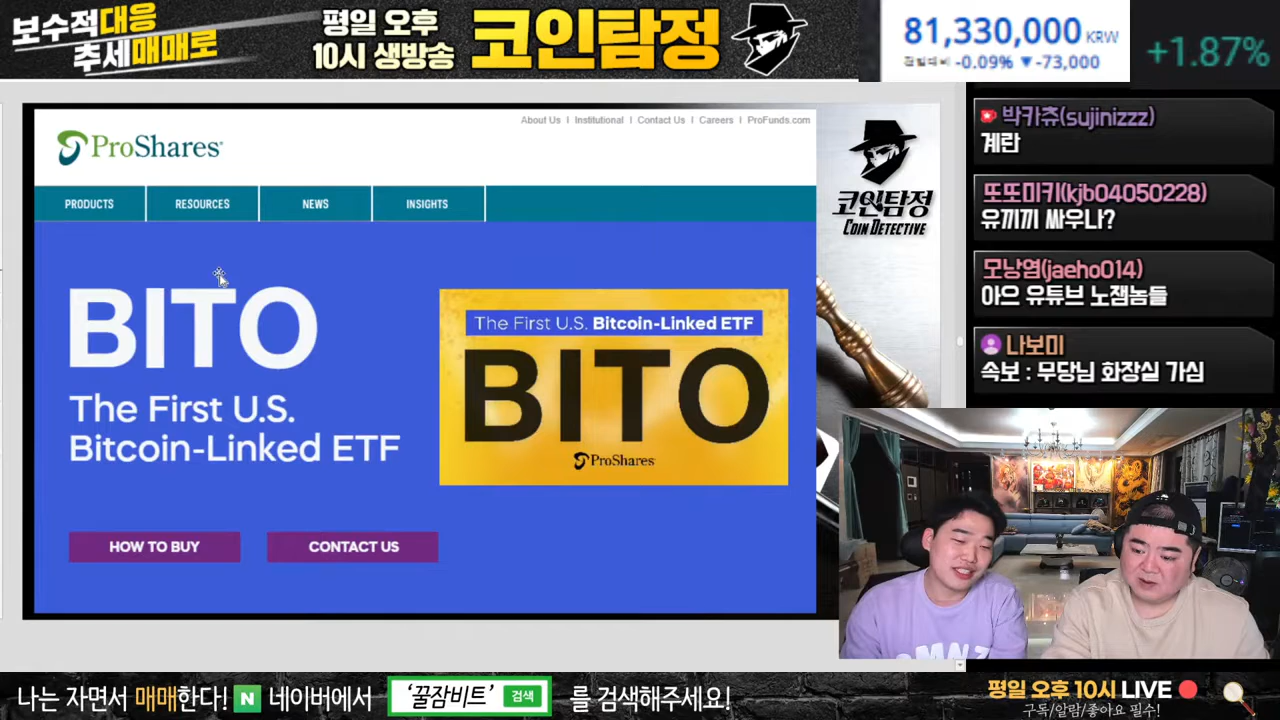 보수적대응
추세매매로
평일 오후
10시 생방송
코인탐정
81,330,000 KRW
전일대비 -0.09% ▼-73,000
+1.87%
About Us I Institutional I Contact Us I Careers I ProFunds.com
ProShares
PRODUCTS
RESOURCES
NEWS
INSIGHTS
BITO
The First U.S.
Bitcoin-Linked ETF
HOW TO BUY
CONTACT US
The First U.S. Bitcoin-Linked ETF
BITO
ProShares
코인탐정
COIN DETECTIVE
박카츄(sujinizzz)
계란
또또미키(kjb04050228)
유끼끼 싸우나?
모낭염(jaeho014)
아으 유튜브 노잼놈들
나보미
속보 : 무당님 화장실 가심
나는 자면서 매매한다! N 네이버에서 '꿀잠비트' 검색 를 검색해주세요!
평일 오후 10시 LIVE
구독/알람/좋아요 필수!